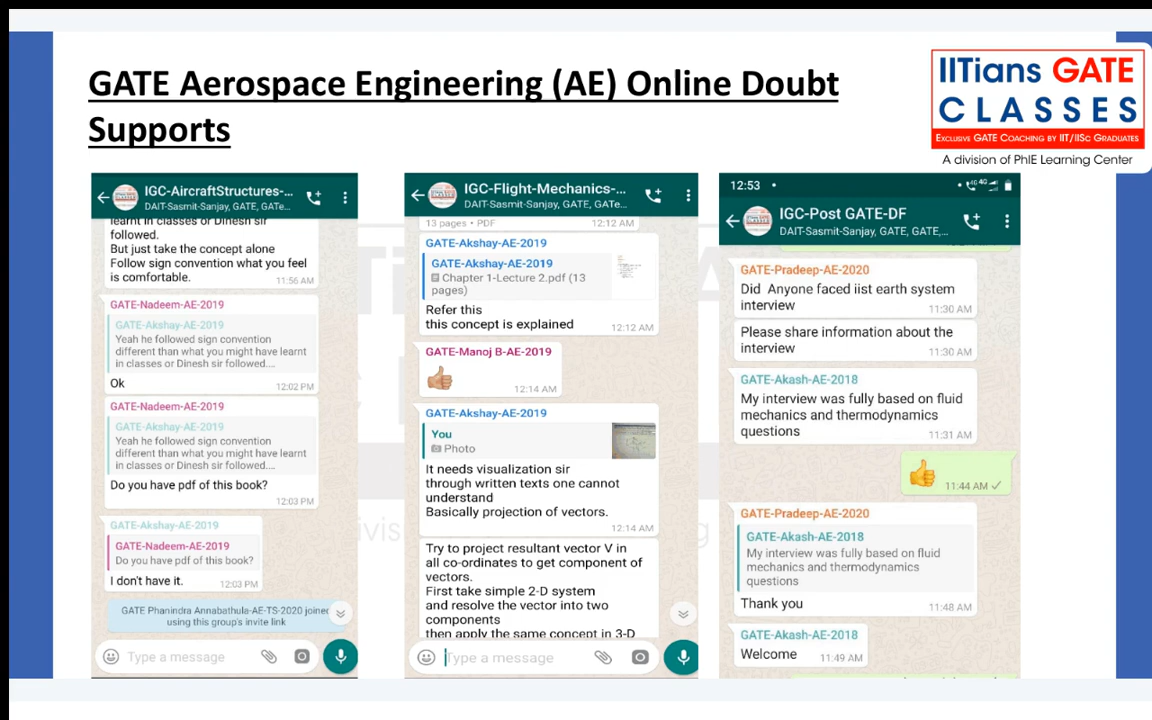 GATE Aerospace Engineering (AE) Online Doubt
Supports
IITians GATE
CLASSES
EXCLUSIVE GATE COACHING BY IIT/IISc GRADUATES
A division of PhIE Learning Center
IGC-AircraftStructures-...
DAIT-Sasmit-Sanjay, GATE, GATe...
learnt in classes or Dinesh sir
followed.
But just take the concept alone
Follow sign convention what you feel
is comfortable.
11:56 AM
GATE-Nadeem-AE-2019
GATE-Akshay-AE-2019
Yeah he followed sign convention
different than what you might have learnt
in classes or Dinesh sir followed....
Ok
12:02 PM
GATE-Nadeem-AE-2019
GATE-Akshay-AE-2019
Yeah he followed sign convention
different than what you might have learnt
in classes or Dinesh sir followed....
Do you have pdf of this book?
12:03 PM
GATE-Akshay-AE-2019
GATE-Nadeem-AE-2019
Do you have pdf of this book?
I don't have it.
12:03 PM
GATE Phanindra Annabathula-AE-TS-2020 joined
using this group's invite link
Type a message
IGC-Flight-Mechanics-...
DAIT-Sasmit-Sanjay, GATE, GATe...
13 pages • PDF
12:12 AM
GATE-Akshay-AE-2019
GATE-Akshay-AE-2019
Chapter 1-Lecture 2.pdf (13
pages)
Refer this
this concept is explained
12:12 AM
GATE-Manoj B-AE-2019
👍
12:14 AM
GATE-Akshay-AE-2019
You
Photo
It needs visualization sir
through written texts one cannot
understand
Basically projection of vectors.
12:14 AM
Try to project resultant vector V in
all co-ordinates to get component of
vectors.
First take simple 2-D system
and resolve the vector into two
components
then apply the same concept in 3-D
Type a message
12:53
4G 4G
IGC-Post GATE-DF
DAIT-Sasmit-Sanjay, GATE, GATE,...
GATE-Pradeep-AE-2020
Did Anyone faced iist earth system
interview
11:30 AM
Please share information about the
interview
11:30 AM
GATE-Akash-AE-2018
My interview was fully based on fluid
mechanics and thermodynamics
questions
11:31 AM
👍
11:44 AM ✓
GATE-Pradeep-AE-2020
GATE-Akash-AE-2018
My interview was fully based on fluid
mechanics and thermodynamics
questions
Thank you
11:48 AM
GATE-Akash-AE-2018
Welcome
11:49 AM